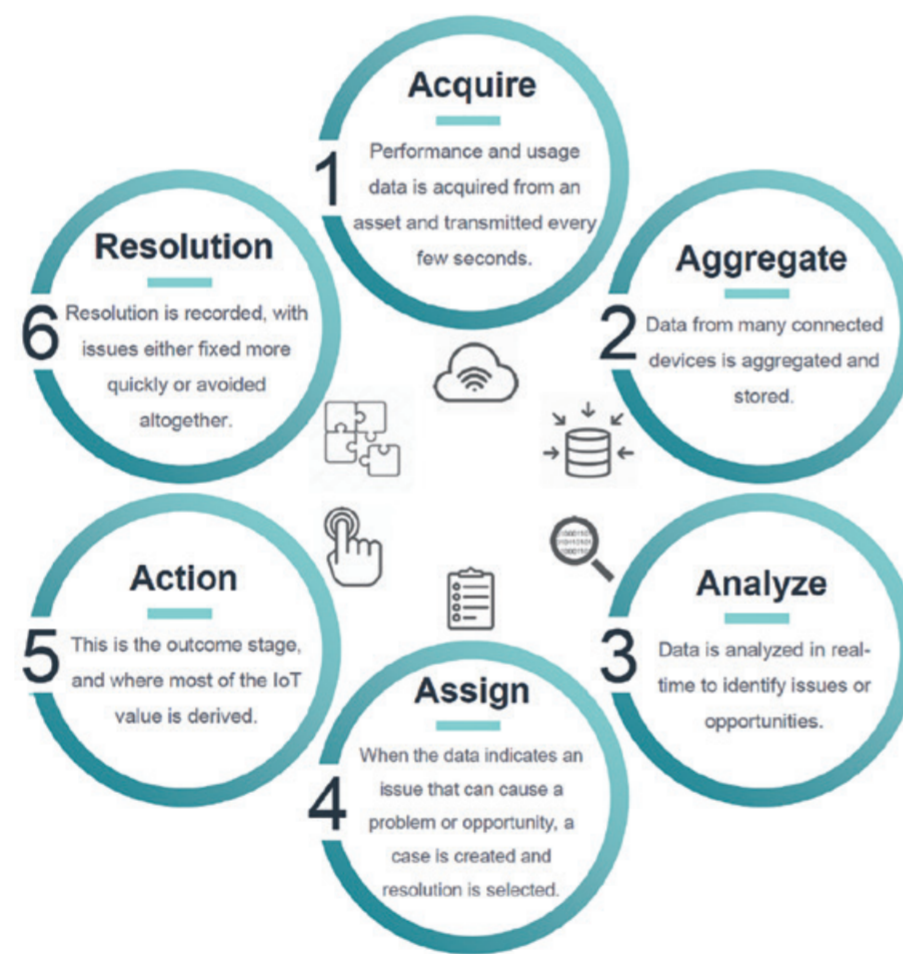 1
Acquire
Performance and usage
data is acquired from an
asset and transmitted every
few seconds.
2
Aggregate
Data from many connected
devices is aggregated and
stored.
3
Analyze
Data is analyzed in real-
time to identify issues or
opportunities.
4
Assign
When the data indicates an
issue that can cause a
problem or opportunity, a
case is created and
resolution is selected.
5
Action
This is the outcome stage,
and where most of the IoT
value is derived.
6
Resolution
Resolution is recorded, with
issues either fixed more
quickly or avoided
altogether.